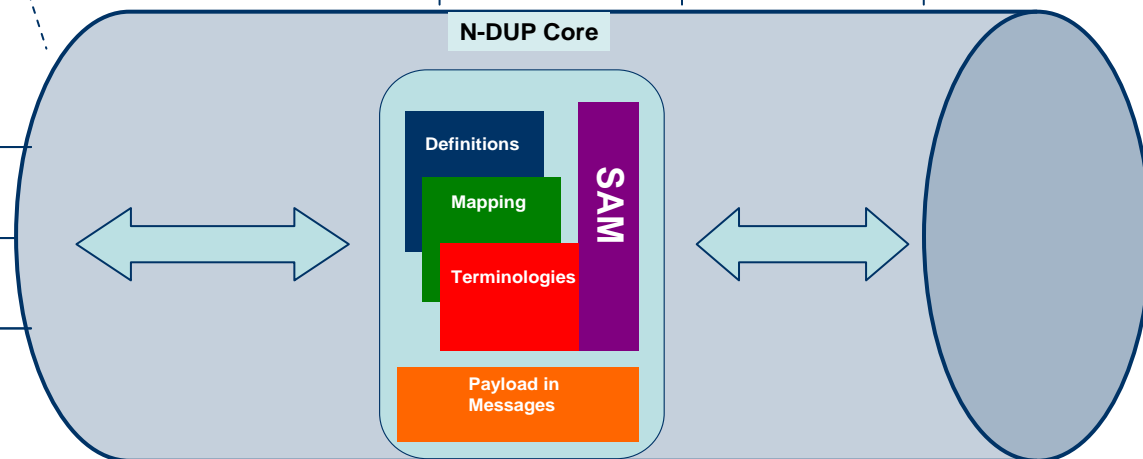 N-DUP Core
Definitions
SAM
Mapping
Terminologies
Payload in
Messages